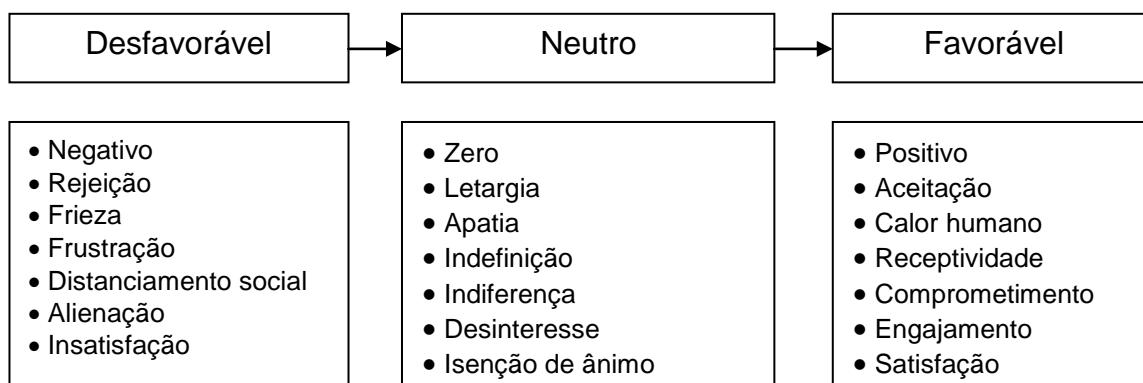 Desfavorável
Neutro
Favorável
• Negativo
• Rejeição
• Frieza
• Frustração
• Distanciamento social
• Alienação
• Insatisfação
• Zero
• Letargia
• Apatia
• Indefinição
• Indiferença
• Desinteresse
• Isenção de ânimo
• Positivo
• Aceitação
• Calor humano
• Receptividade
• Comprometimento
• Engajamento
• Satisfação